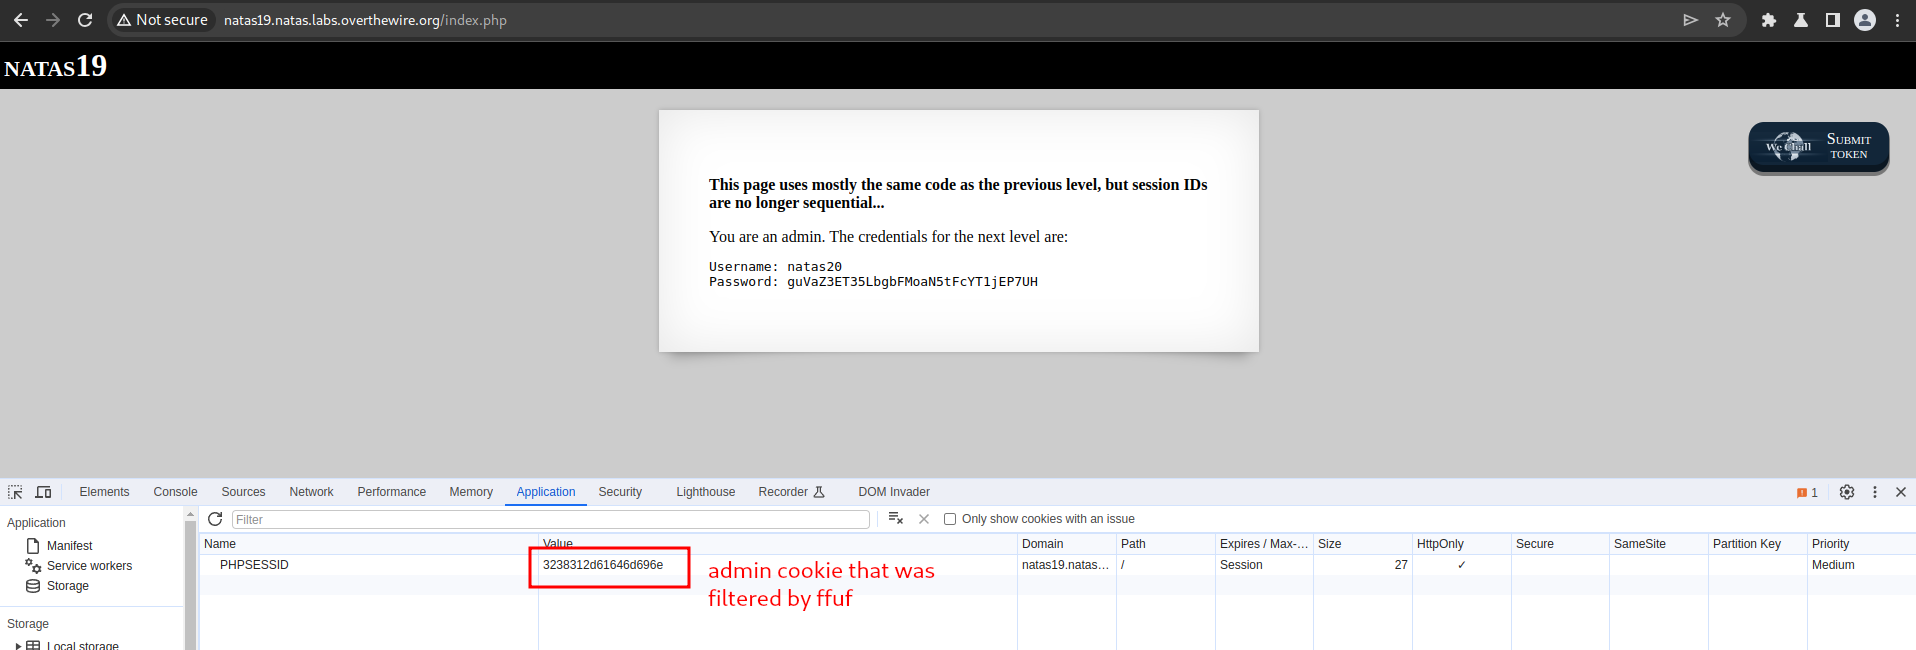 Not secure
natas19.natas.labs.overthewire.org/index.php
NATAS19
We Chall
SUBMIT
TOKEN
This page uses mostly the same code as the previous level, but session IDs
are no longer sequential...
You are an admin. The credentials for the next level are:
Username: natas20
Password: guVaZ3ET35LbgbFMoaN5tFcYT1jEP7UH
Elements Console Sources Network Performance Memory Application Security Lighthouse Recorder DOM Invader 1
Application
Manifest
Service workers
Storage
Storage
Local storage
Filter Only show cookies with an issue
Name Value Domain Path Expires / Max-... Size HttpOnly Secure SameSite Partition Key Priority
PHPSESSID 3238312d61646d696e natas19.natas... / Session 27 ✓ Medium
admin cookie that was
filtered by ffuf